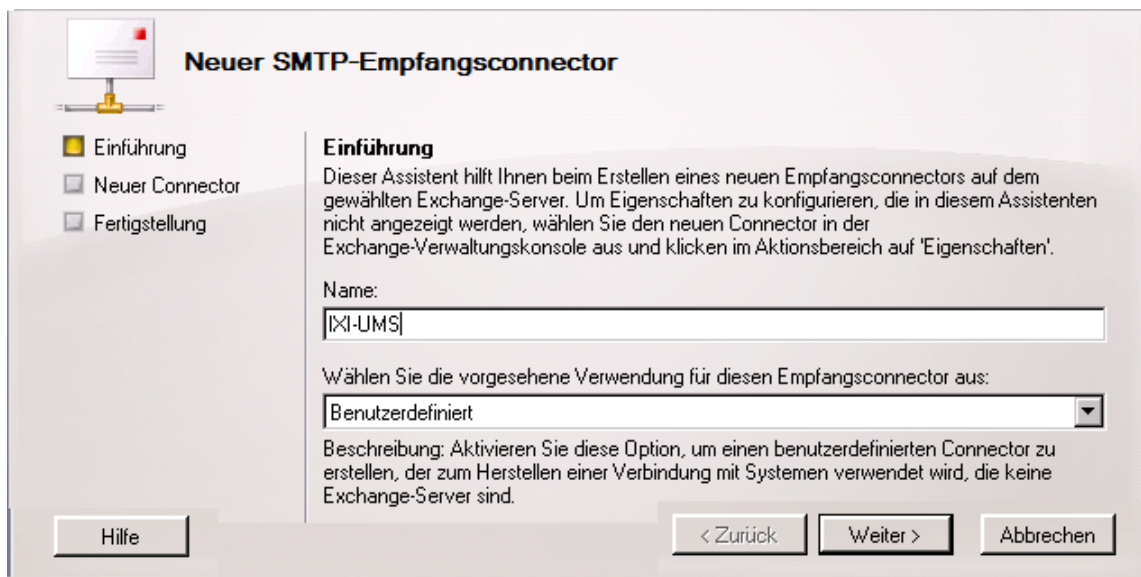 Neuer SMTP-Empfangsconnector
Einführung
Neuer Connector
Fertigstellung
Einführung
Dieser Assistent hilft Ihnen beim Erstellen eines neuen Empfangsconnectors auf dem
gewählten Exchange-Server. Um Eigenschaften zu konfigurieren, die in diesem Assistenten
nicht angezeigt werden, wählen Sie den neuen Connector in der
Exchange-Verwaltungskonsole aus und klicken im Aktionsbereich auf 'Eigenschaften'.
Name:
IXI-UMS
Wählen Sie die vorgesehene Verwendung für diesen Empfangsconnector aus:
Benutzerdefiniert
Beschreibung: Aktivieren Sie diese Option, um einen benutzerdefinierten Connector zu
erstellen, der zum Herstellen einer Verbindung mit Systemen verwendet wird, die keine
Exchange-Server sind.
Hilfe
< Zurück
Weiter >
Abbrechen